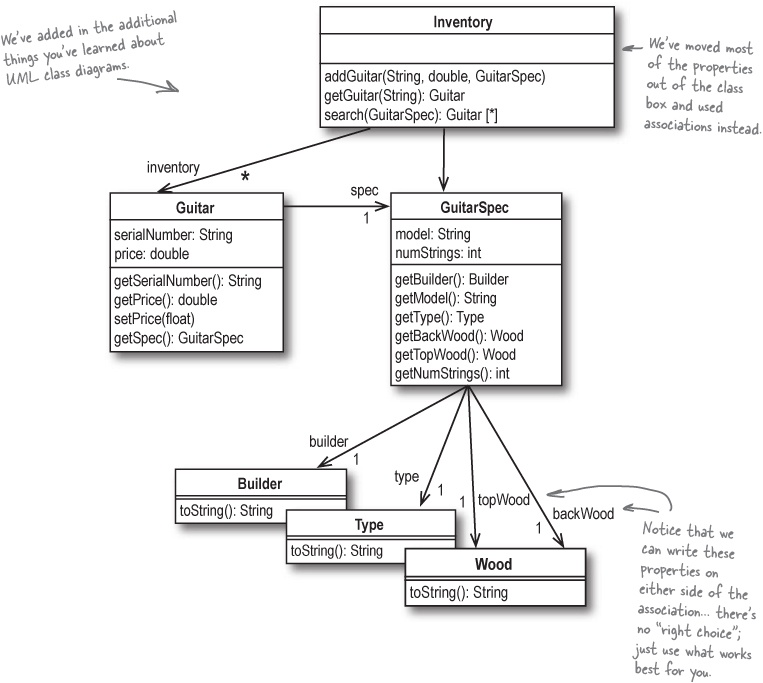 We've added in the additional
things you've learned about
UML class diagrams.
Inventory
addGuitar(String, double, GuitarSpec)
getGuitar(String): Guitar
search(GuitarSpec): Guitar [*]
We've moved most
of the properties
out of the class
box and used
associations instead.
inventory
*
spec
1
Guitar
serialNumber: String
price: double
getSerialNumber(): String
getPrice(): double
setPrice(float)
getSpec(): GuitarSpec
GuitarSpec
model: String
numStrings: int
getBuilder(): Builder
getModel(): String
getType(): Type
getBackWood(): Wood
getTopWood(): Wood
getNumStrings(): int
builder
1
type
1
1
topWood
1
backWood
Builder
toString(): String
Type
toString(): String
Wood
toString(): String
Notice that we
can write these
properties on
either side of the
association... there's
no "right choice";
just use what works
best for you.